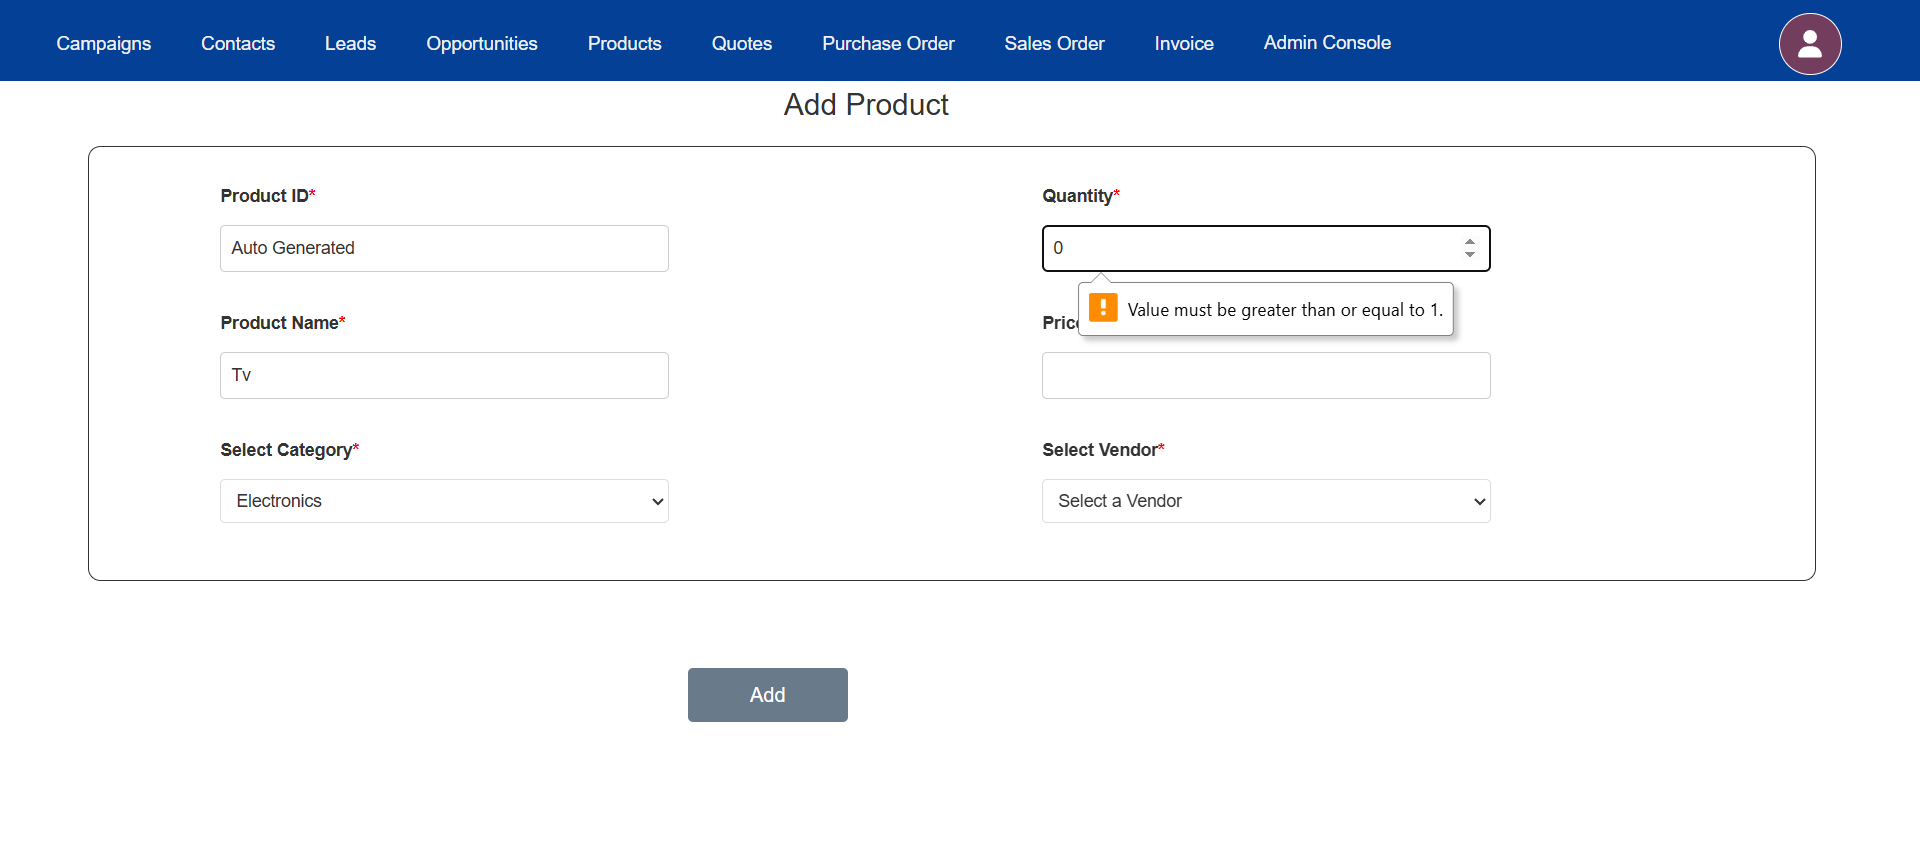 Campaigns Contacts Leads Opportunities Products Quotes Purchase Order Sales Order Invoice Admin Console
Add Product
Product ID*
Auto Generated
Quantity*
0
Value must be greater than or equal to 1.
Product Name*
Tv
Select Category*
Electronics
Select Vendor*
Select a Vendor
Add